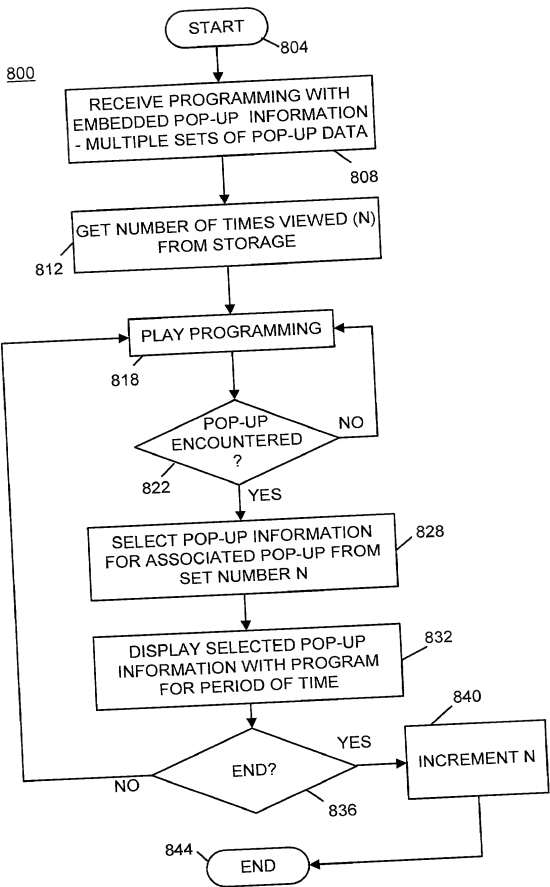 START
804
800
RECEIVE PROGRAMMING WITH
EMBEDDED POP-UP INFORMATION
- MULTIPLE SETS OF POP-UP DATA
808
GET NUMBER OF TIMES VIEWED (N)
FROM STORAGE
812
PLAY PROGRAMMING
818
POP-UP
ENCOUNTERED
?
NO
822
YES
SELECT POP-UP INFORMATION
FOR ASSOCIATED POP-UP FROM
SET NUMBER N
828
DISPLAY SELECTED POP-UP
INFORMATION WITH PROGRAM
FOR PERIOD OF TIME
832
840
YES
END?
INCREMENT N
NO
836
844
END